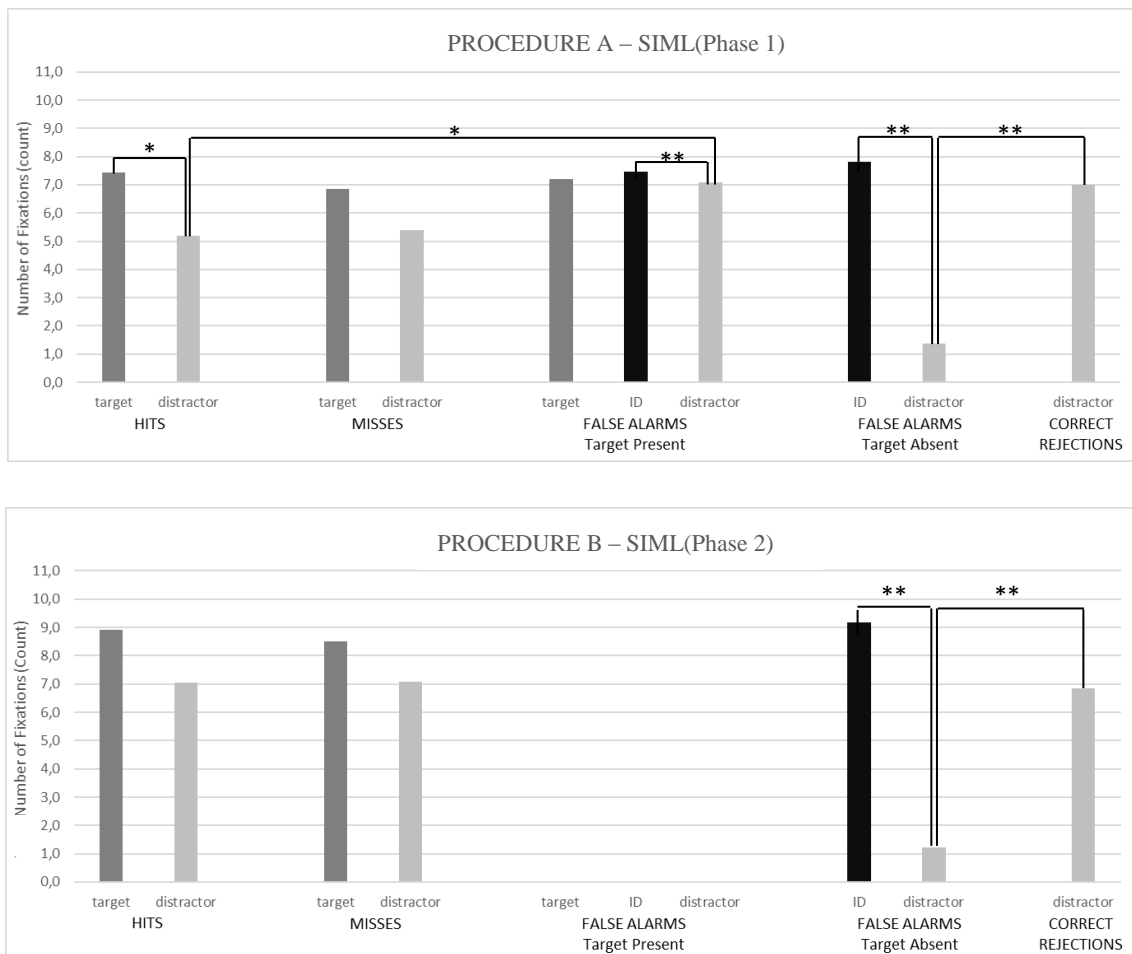 PROCEDURE A – SIML(Phase 1)
Number of Fixations (count)
11,0
10,0
9,0
8,0
7,0
6,0
5,0
4,0
3,0
2,0
1,0
0,0
* * ** ** **
target distractor target distractor target ID distractor ID distractor distractor
HITS MISSES FALSE ALARMS FALSE ALARMS CORRECT
Target Present Target Absent REJECTIONS
PROCEDURE B – SIML(Phase 2)
Number of Fixations (Count)
11,0
10,0
9,0
8,0
7,0
6,0
5,0
4,0
3,0
2,0
1,0
0,0
** **
target distractor target distractor target ID distractor ID distractor distractor
HITS MISSES FALSE ALARMS FALSE ALARMS CORRECT
Target Present Target Absent REJECTIONS